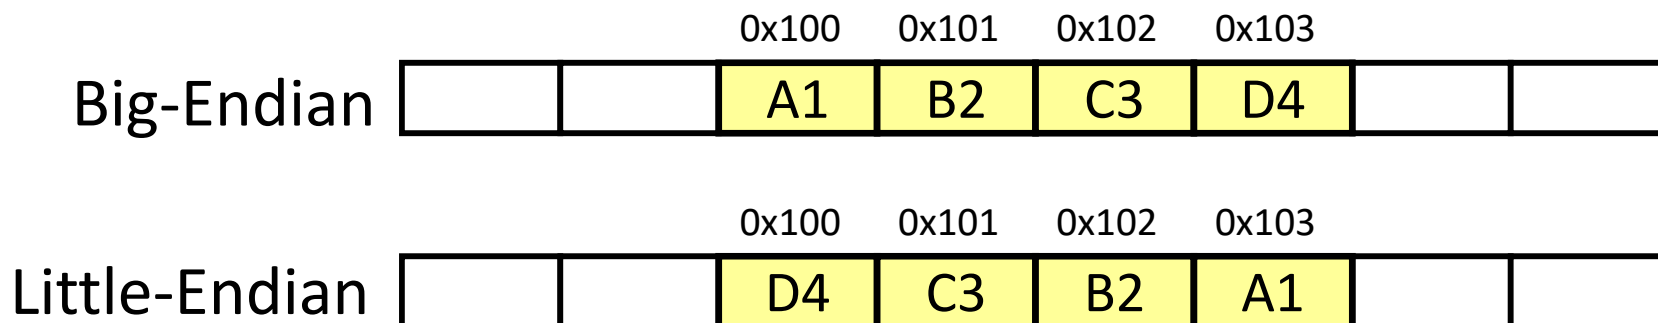 0x100 0x101 0x102 0x103
Big-Endian A1 B2 C3 D4
0x100 0x101 0x102 0x103
Little-Endian D4 C3 B2 A1